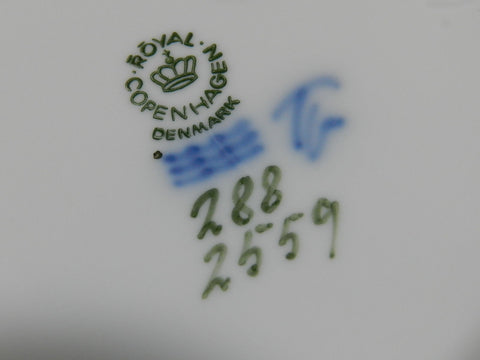 ROYAL COPENHAGEN
DENMARK
288
2559